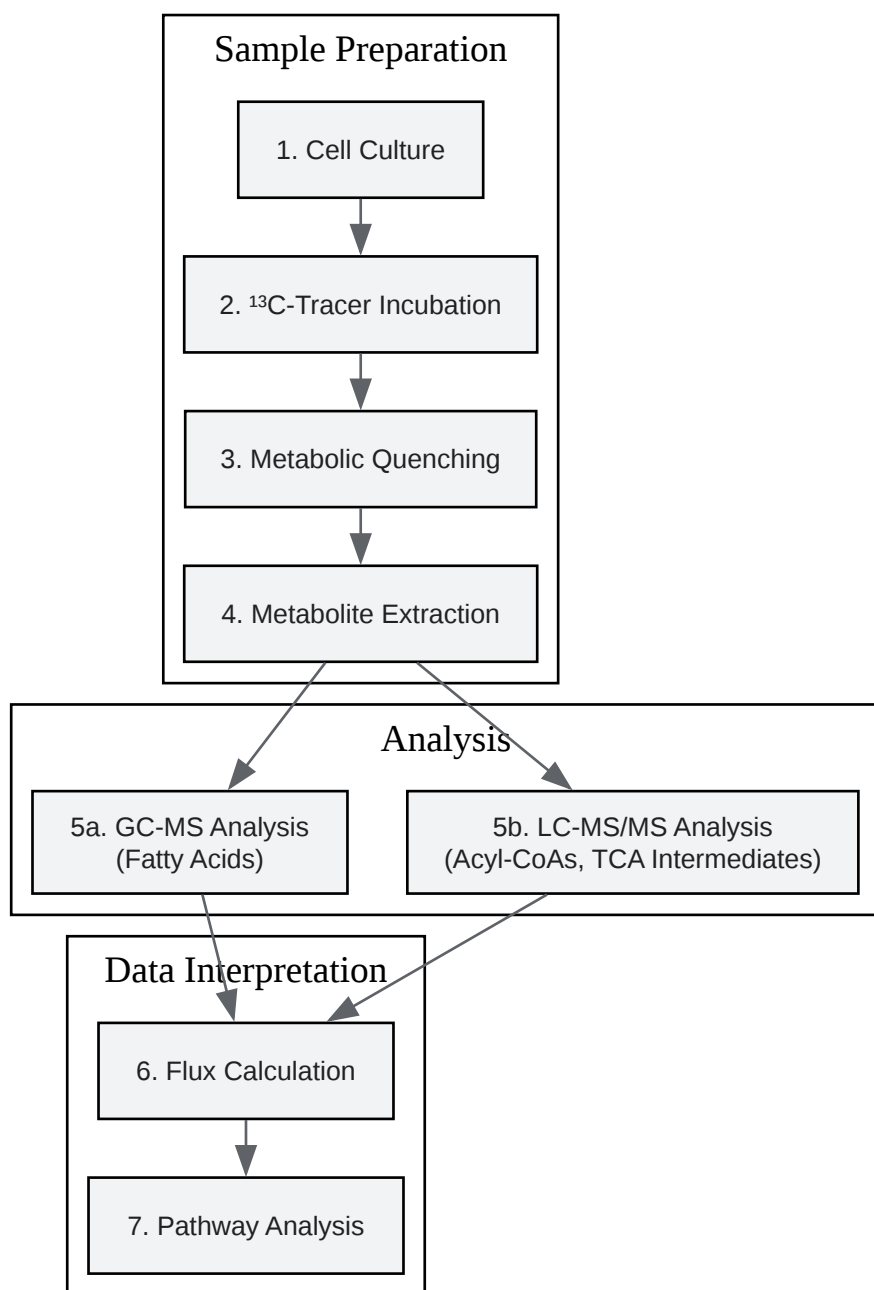 Sample Preparation
1. Cell Culture
2. ¹³C-Tracer Incubation
3. Metabolic Quenching
4. Metabolite Extraction
Analysis
5a. GC-MS Analysis
(Fatty Acids)
5b. LC-MS/MS Analysis
(Acyl-CoAs, TCA Intermediates)
Data Interpretation
6. Flux Calculation
7. Pathway Analysis